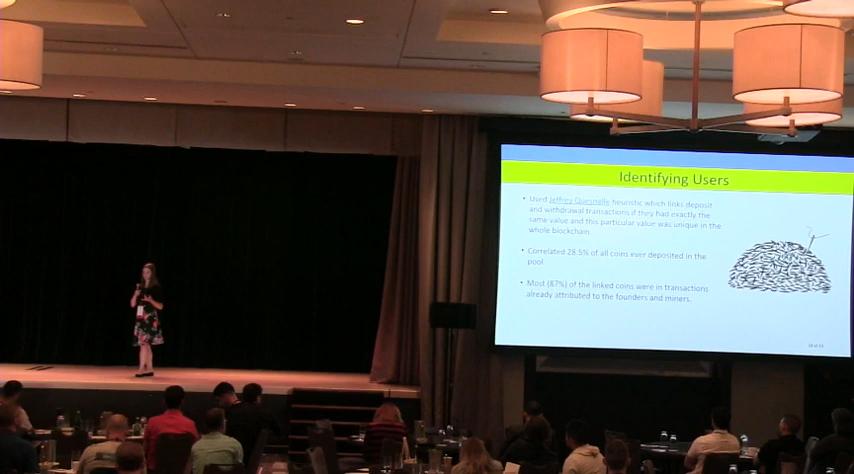 Identifying Users
• Used Jeffrey Quesnelle heuristic which links deposit
and withdrawal transactions if they had exactly the
same value and this particular value was unique in the
whole blockchain.
• Correlated 28.5% of all coins ever deposited in the
pool.
• Most (87%) of the linked coins were in transactions
already attributed to the founders and miners.